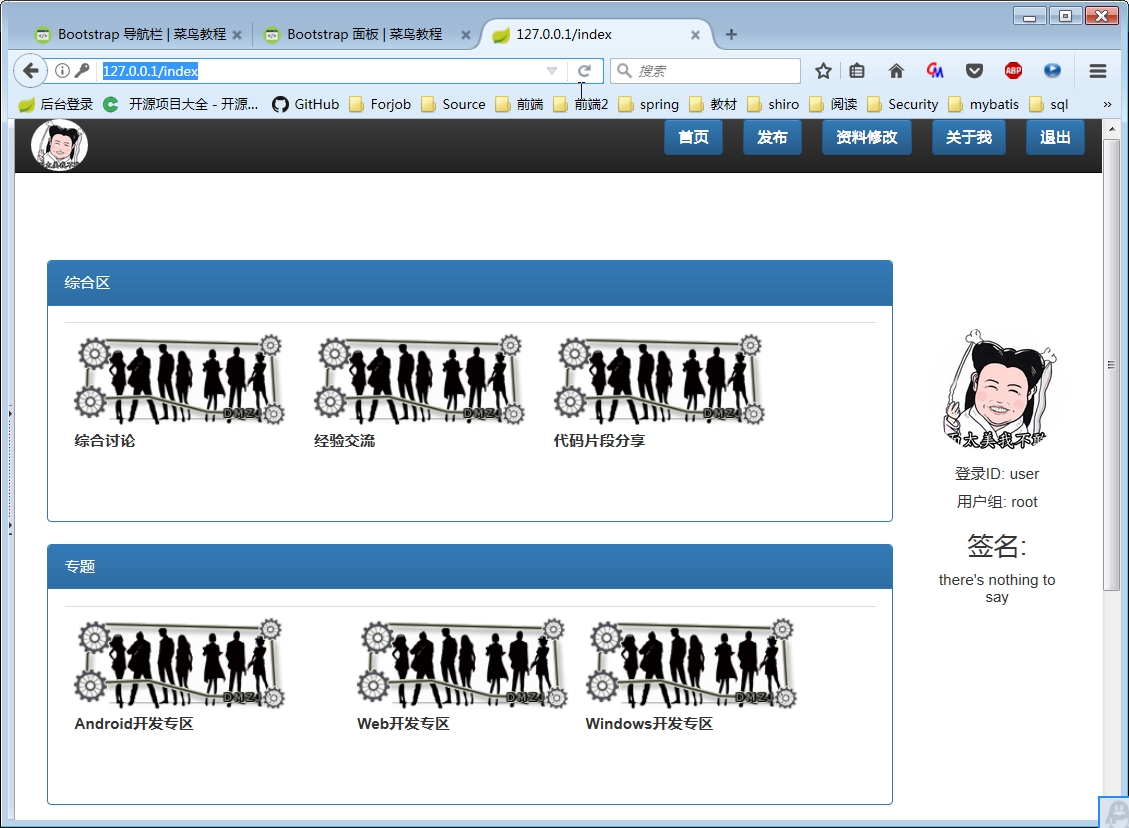 Bootstrap 导航栏 | 菜鸟教程
Bootstrap 面板 | 菜鸟教程
127.0.0.1/index
127.0.0.1/index
搜索
ABP
后台登录 开源项目大全 - 开源... GitHub Forjob Source 前端 前端2 spring 教材 shiro 阅读 Security mybatis sql »
首页 发布 资料修改 关于我 退出
综合区
DMZ4 DMZ4 DMZ4
综合讨论 经验交流 代码片段分享
太美我不
登录ID: user
用户组: root
签名:
there's nothing to
say
专题
DMZ4 DMZ4 DMZ4
Android开发专区 Web开发专区 Windows开发专区